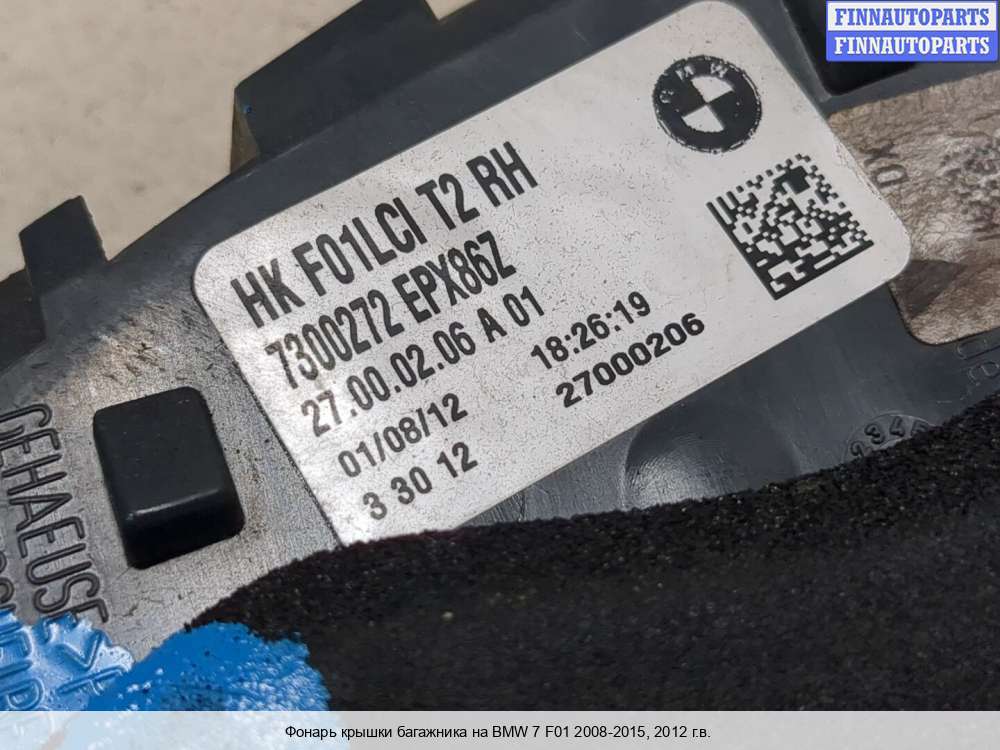 FINNAUTOPARTS
FINNAUTOPARTS
BMW
HK F01LCI T2 RH
7300272 EPX86Z
27.00.02.06 A 01
01/08/12 18:26:19
3 30 12 27000206
GEHAEUSE
Фонарь крышки багажника на BMW 7 F01 2008-2015, 2012 г.в.